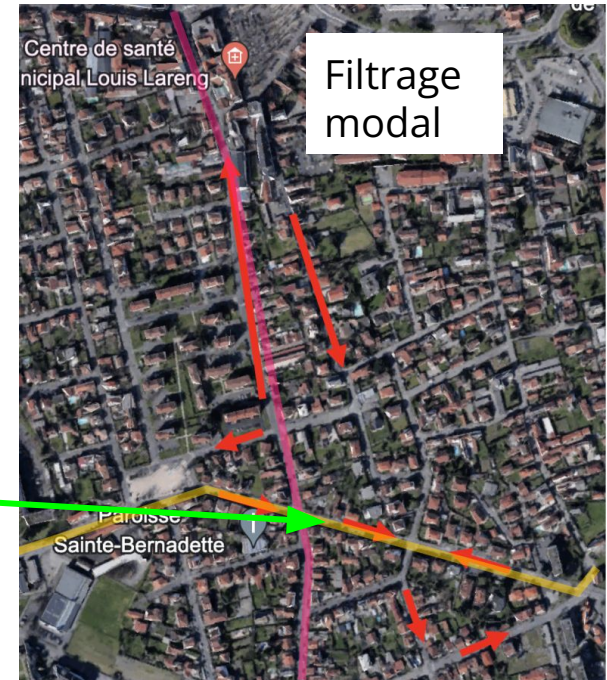 Centre de santé
nicipal Louis Lareng
Filtrage
modal
Paroisse
Sainte-Bernadette